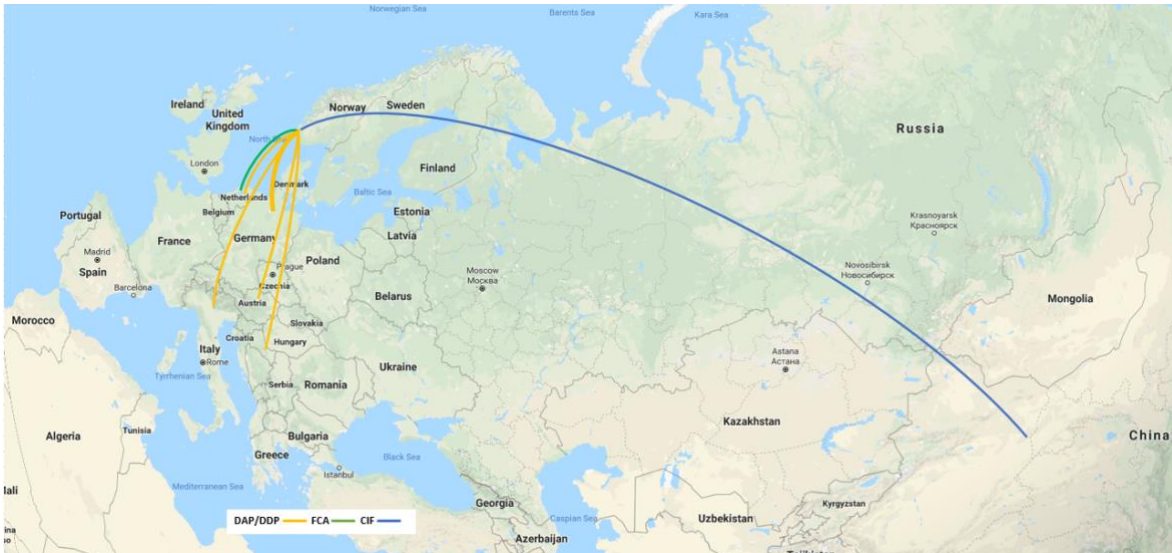 Norwegian Sea
Barents Sea
Kara Sea
Ireland
United
Kingdom
Norway
Sweden
Russia
North Sea
London
Finland
Denmark
Netherlands
Baltic Sea
Belgium
Estonia
Portugal
Krasnoyarsk
Красноярск
France
Germany
Latvia
Madrid
Spain
Poland
Prague
Moscow
Москва
Novosibirsk
Новосибирск
Barcelona
Czechia
Belarus
Mongolia
Austria
Morocco
Slovakia
Croatia
Hungary
Italy
Rome
Astana
Астана
Ukraine
Tyrrhenian Sea
Serbia
Romania
Kazakhstan
Algeria
Tunisia
Bulgaria
China
Greece
Black Sea
Istanbul
Mediterranean Sea
Georgia
Kyrgyzstan
DAP/DDP FCA CIF
Caspian Sea
Uzbekistan
Azerbaijan